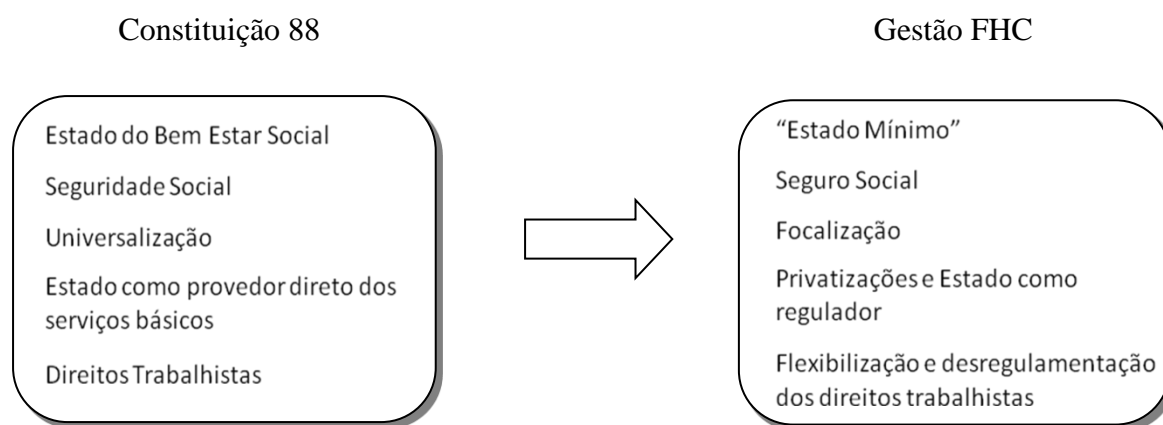 Constituição 88
Gestão FHC
Estado do Bem Estar Social
Seguridade Social
Universalização
Estado como provedor direto dos
serviços básicos
Direitos Trabalhistas
“Estado Mínimo”
Seguro Social
Focalização
Privatizações e Estado como
regulador
Flexibilização e desregulamentação
dos direitos trabalhistas